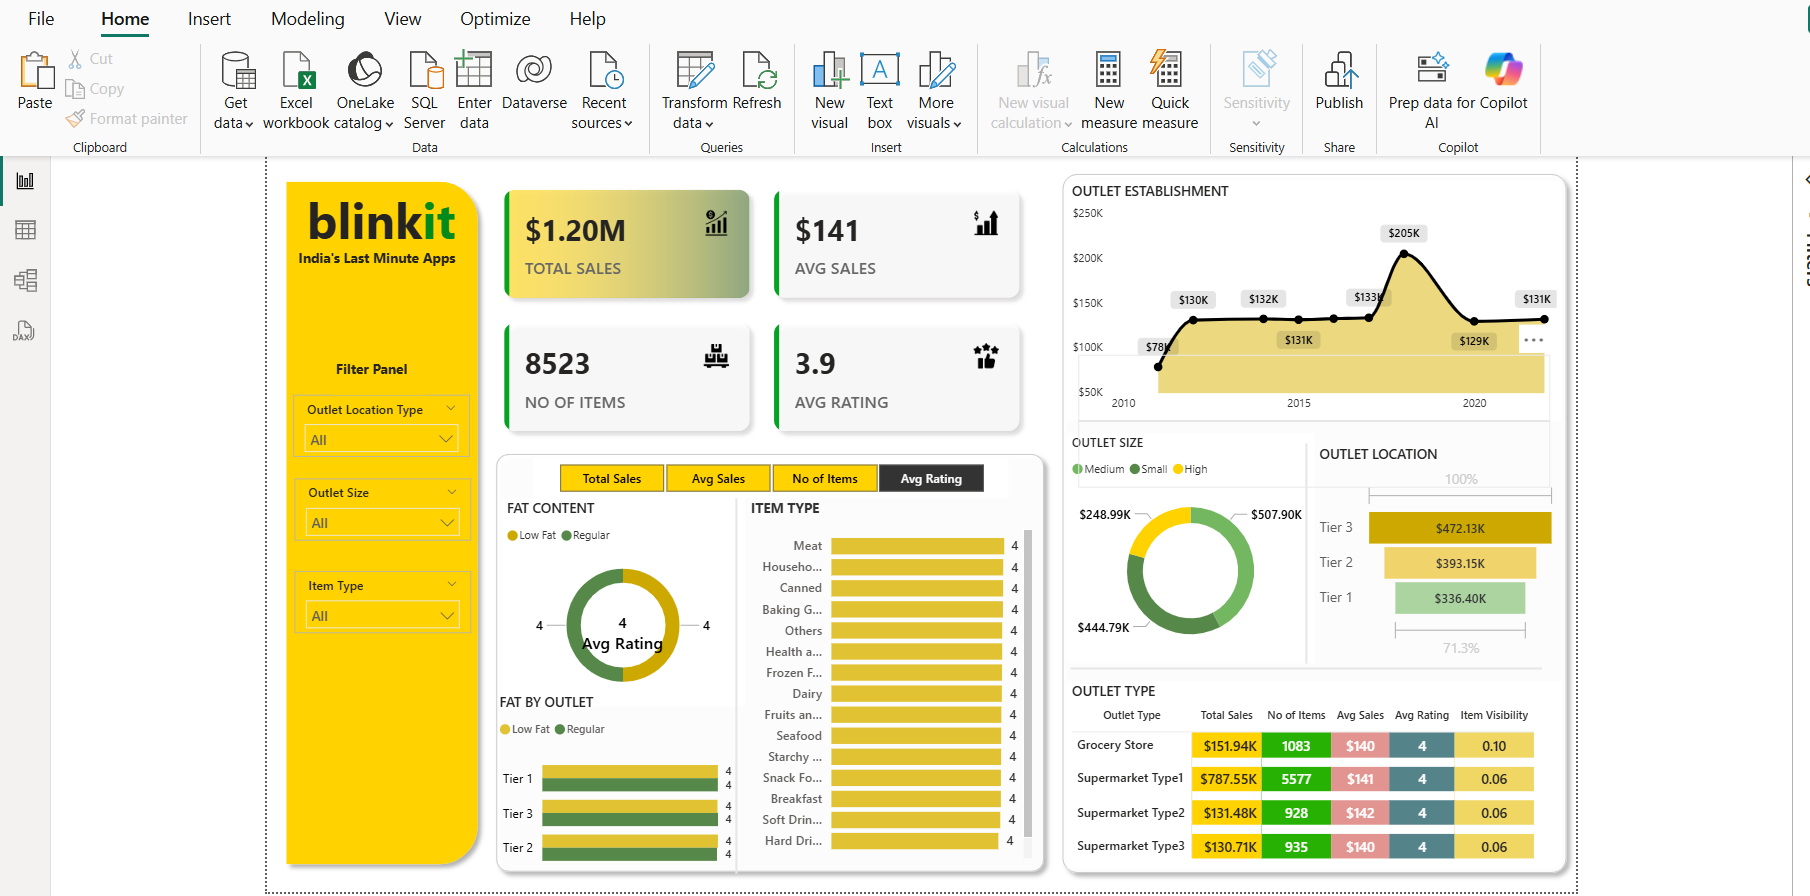 File Home Insert Modeling View Optimize Help
Paste
Cut
Copy
Format painter
Clipboard
Get data
Excel workbook
OneLake catalog
SQL Server
Enter data
Dataverse
Recent sources
Data
Transform data
Refresh
Queries
New visual
Text box
More visuals
Insert
New visual calculation
New measure
Quick measure
Calculations
Sensitivity
Sensitivity
Publish
Share
Prep data for AI
Copilot
Copilot
blinkit
India's Last Minute Apps
Filter Panel
Outlet Location Type
All
Outlet Size
All
Item Type
All
$1.20M
TOTAL SALES
$141
AVG SALES
8523
NO OF ITEMS
3.9
AVG RATING
Total Sales Avg Sales No of Items Avg Rating
FAT CONTENT
Low Fat Regular
4
4
Avg Rating
4
FAT BY OUTLET
Low Fat Regular
Tier 1 4
4
Tier 3 4
4
Tier 2 4
4
ITEM TYPE
Meat 4
Househo... 4
Canned 4
Baking G... 4
Others 4
Health a... 4
Frozen F... 4
Dairy 4
Fruits an... 4
Seafood 4
Starchy ... 4
Snack Fo... 4
Breakfast 4
Soft Drin... 4
Hard Dri... 4
OUTLET ESTABLISHMENT
$250K
$200K
$150K
$100K
$50K
$78K
$130K
$132K
$131K
$133K
$205K
$129K
$131K
2010 2015 2020
OUTLET SIZE
Medium Small High
$248.99K
$507.90K
$444.79K
OUTLET LOCATION
100%
Tier 3 $472.13K
Tier 2 $393.15K
Tier 1 $336.40K
71.3%
OUTLET TYPE
Outlet Type Total Sales No of Items Avg Sales Avg Rating Item Visibility
Grocery Store $151.94K 1083 $140 4 0.10
Supermarket Type1 $787.55K 5577 $141 4 0.06
Supermarket Type2 $131.48K 928 $142 4 0.06
Supermarket Type3 $130.71K 935 $140 4 0.06
DAX